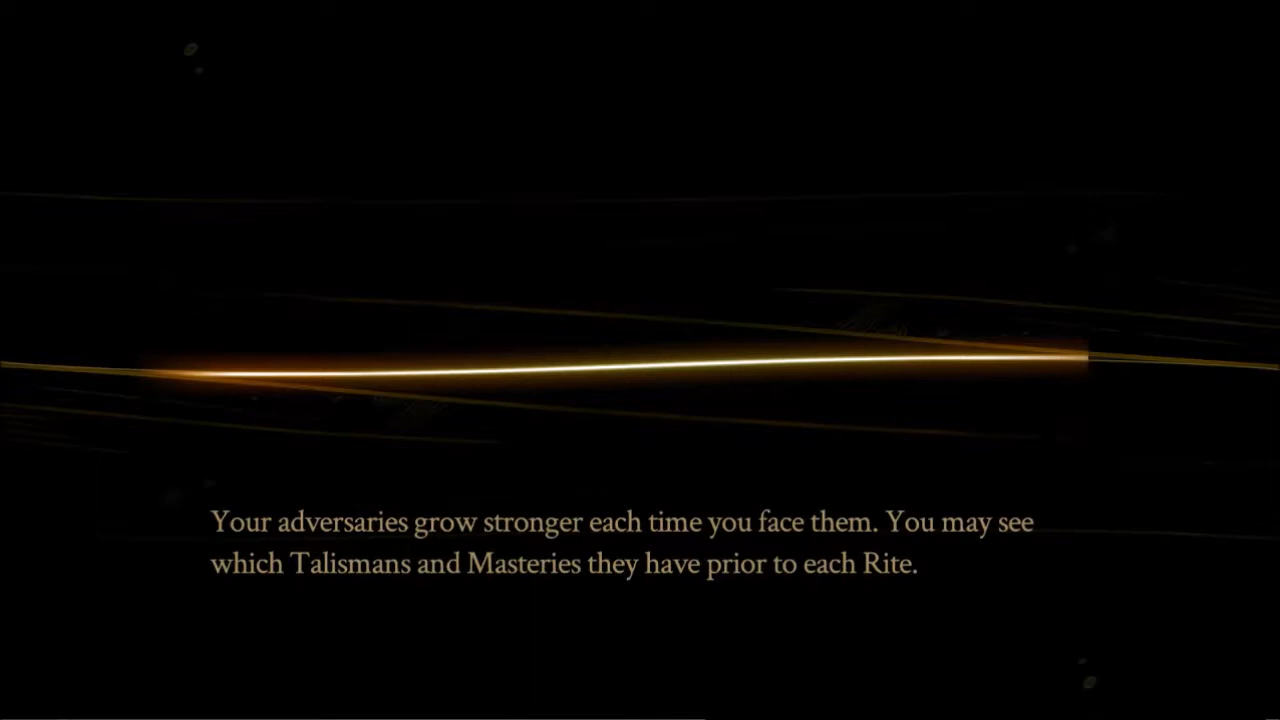 Your adversaries grow stronger each time you face them. You may see
which Talismans and Masteries they have prior to each Rite.